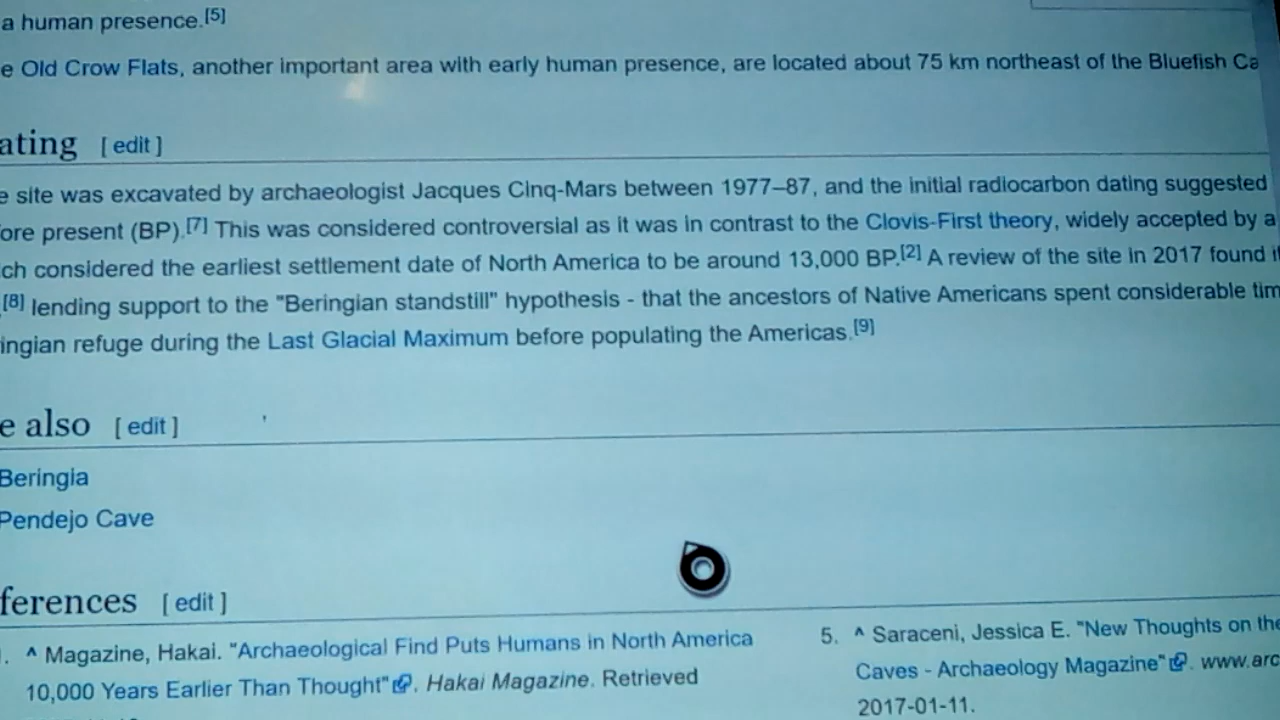 a human presence.[5]
e Old Crow Flats, another important area with early human presence, are located about 75 km northeast of the Bluefish Ca
ating [ edit ]
e site was excavated by archaeologist Jacques Cinq-Mars between 1977–87, and the initial radiocarbon dating suggested
ore present (BP).[7] This was considered controversial as it was in contrast to the Clovis-First theory, widely accepted by a
ch considered the earliest settlement date of North America to be around 13,000 BP.[2] A review of the site in 2017 found
[8] lending support to the "Beringian standstill" hypothesis - that the ancestors of Native Americans spent considerable tim
ingian refuge during the Last Glacial Maximum before populating the Americas.[9]
e also [ edit ]
Beringia
Pendejo Cave
ferences [ edit ]
^ Magazine, Hakai. "Archaeological Find Puts Humans in North America
10,000 Years Earlier Than Thought". Hakai Magazine. Retrieved
5. ^ Saraceni, Jessica E. "New Thoughts on the
Caves - Archaeology Magazine". www.arc
2017-01-11.